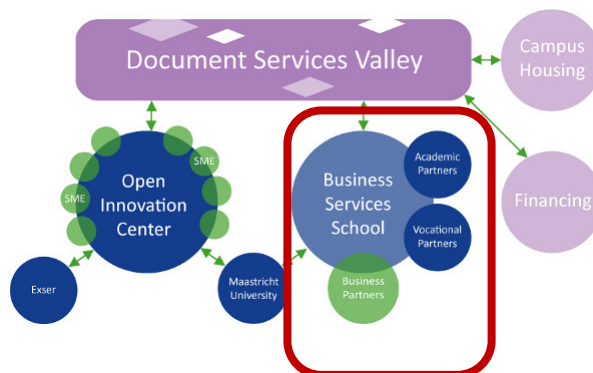 Document Services Valley
Campus
Housing
SME
SME
Open
Innovation
Center
Business
Services
School
Academic
Partners
Vocational
Partners
Financing
Exser
Maastricht
University
Business
Partners